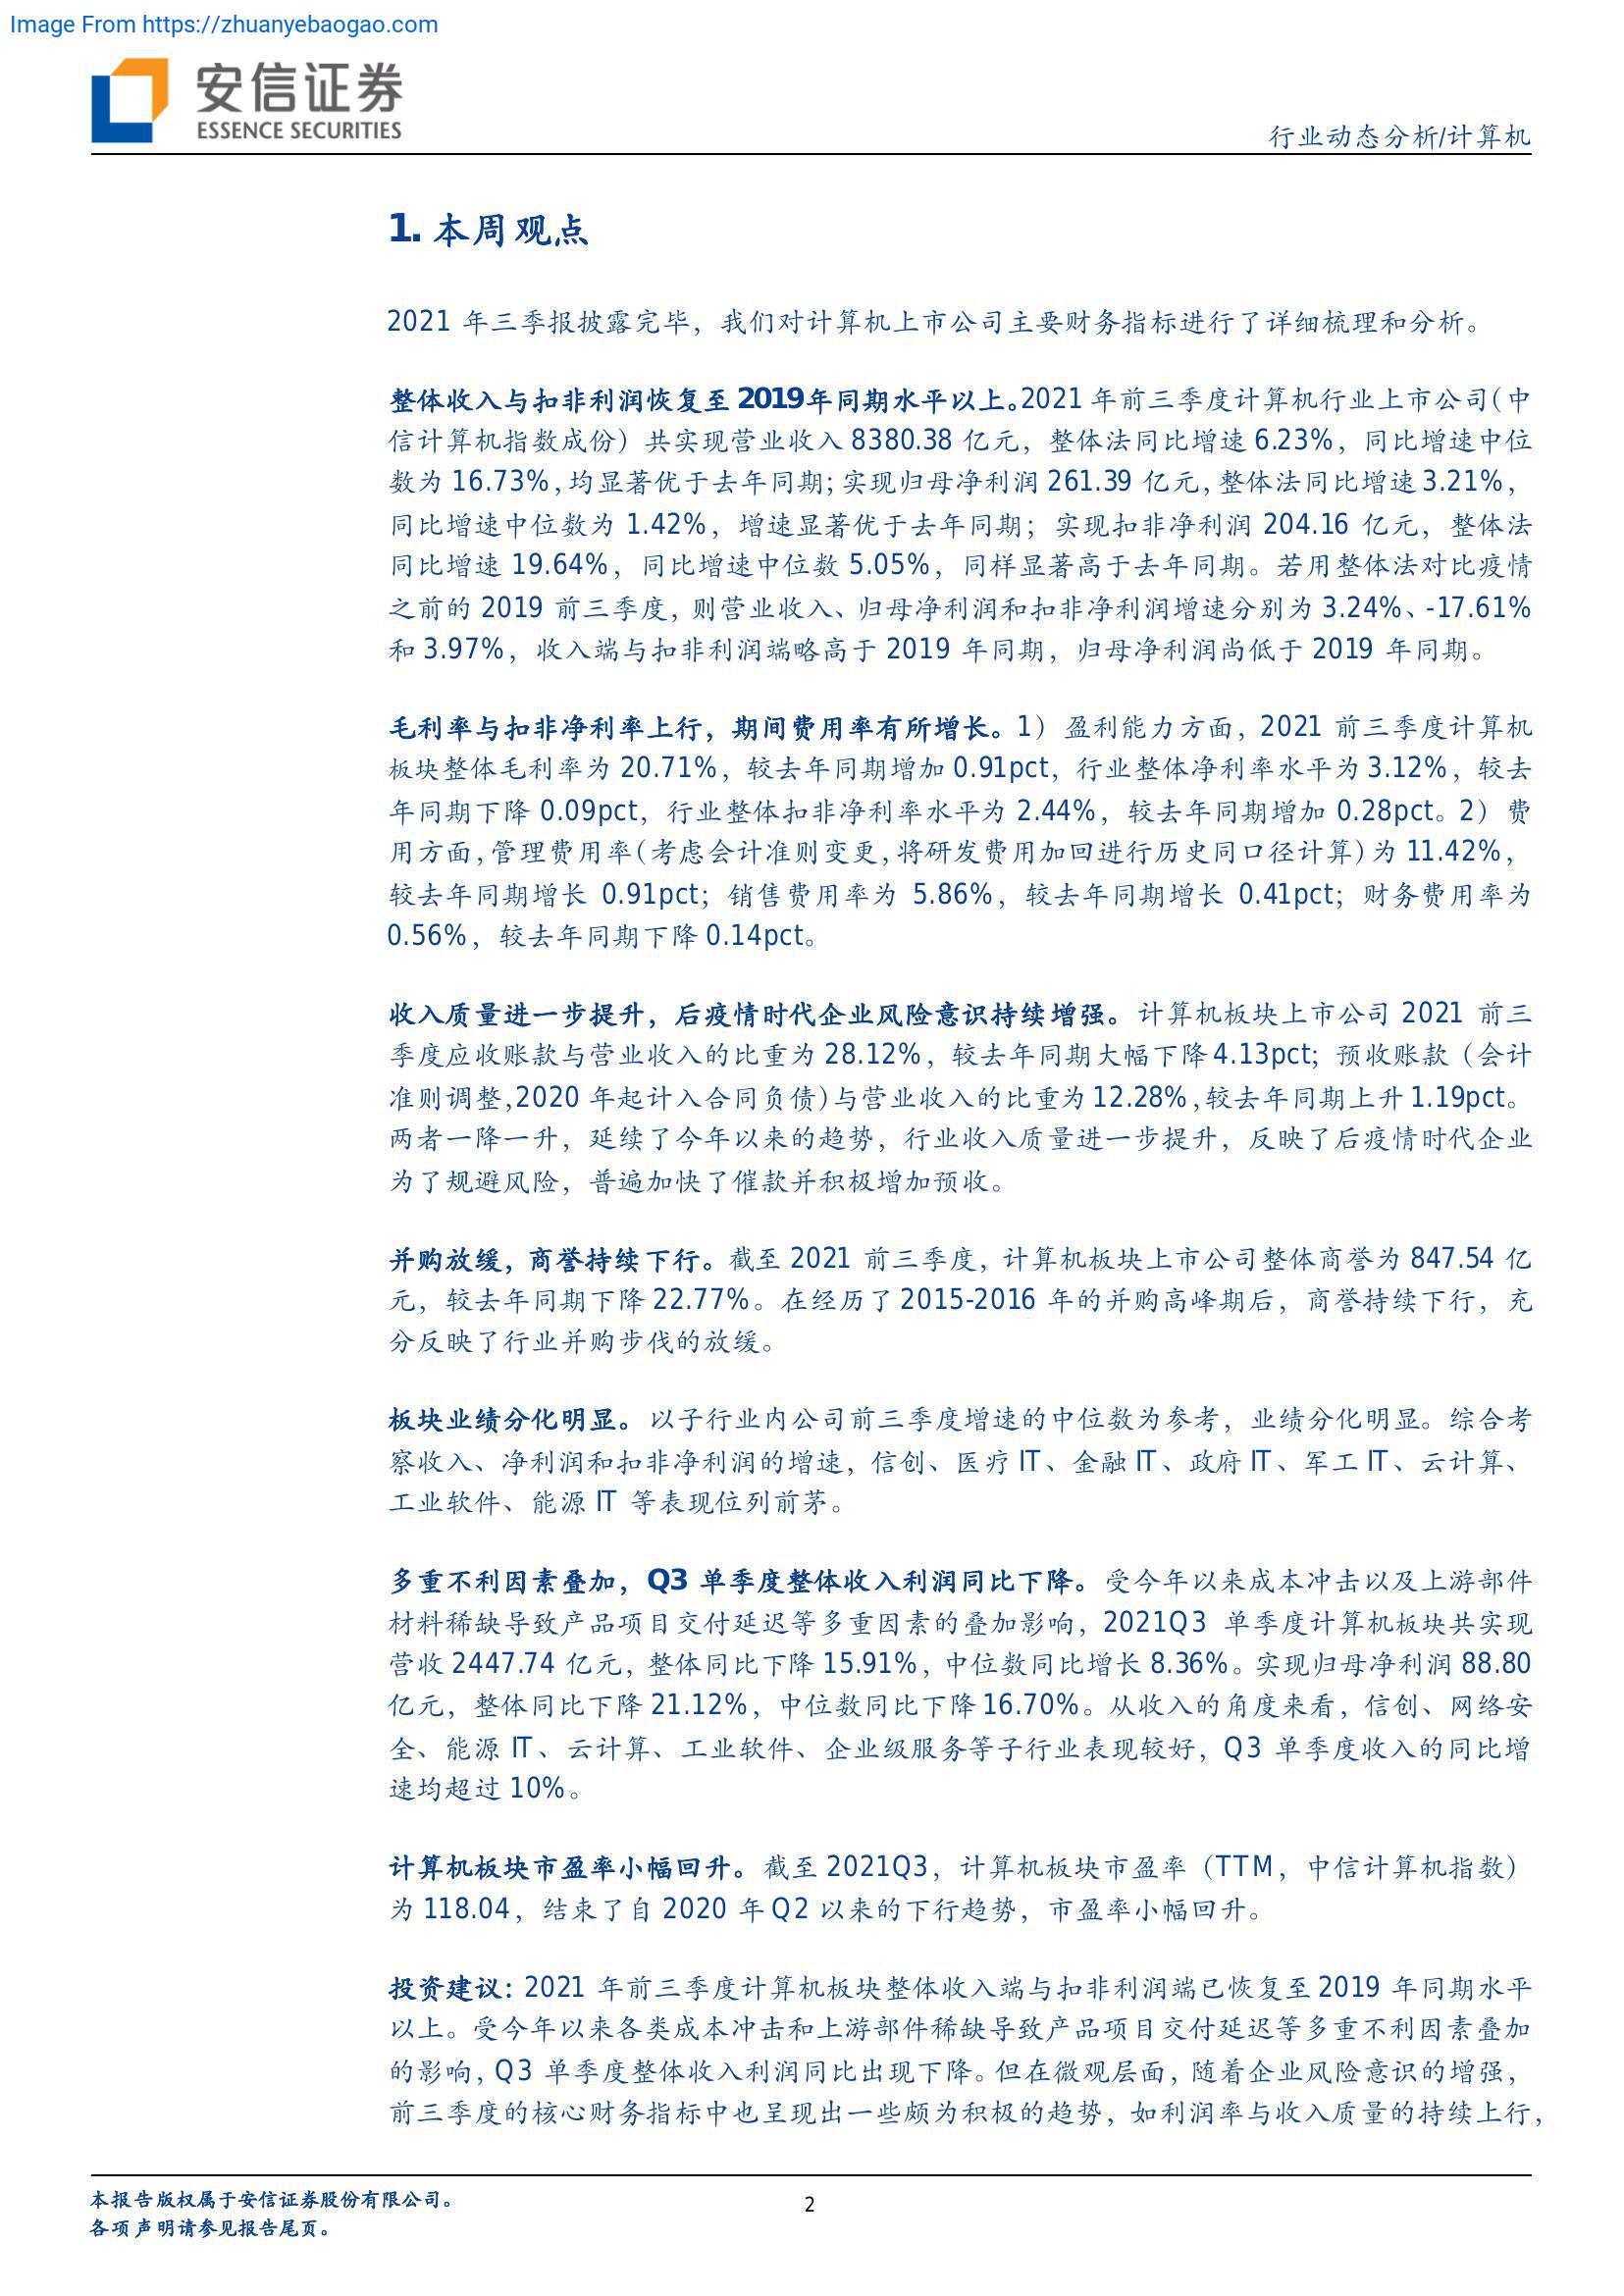 Image From https://zhuanyebaogao.com
安信证券
ESSENCE SECURITIES
行业动态分析/计算机
1. 本周观点
2021 年三季报披露完毕，我们对计算机上市公司主要财务指标进行了详细梳理和分析。
整体收入与扣非利润恢复至 2019年同期水平以上。2021 年前三季度计算机行业上市公司（中
信计算机指数成份）共实现营业收入 8380.38 亿元，整体法同比增速 6.23%，同比增速中位
数为 16.73%，均显著优于去年同期；实现归母净利润 261.39 亿元，整体法同比增速 3.21%，
同比增速中位数为 1.42%，增速显著优于去年同期；实现扣非净利润 204.16 亿元，整体法
同比增速 19.64%，同比增速中位数 5.05%，同样显著高于去年同期。若用整体法对比疫情
之前的 2019 前三季度，则营业收入、归母净利润和扣非净利润增速分别为 3.24%、-17.61%
和 3.97%，收入端与扣非利润端略高于 2019 年同期，归母净利润尚低于 2019 年同期。
毛利率与扣非净利率上行，期间费用率有所增长。1）盈利能力方面，2021 前三季度计算机
板块整体毛利率为 20.71%，较去年同期增加 0.91pct，行业整体净利率水平为 3.12%，较去
年同期下降 0.09pct，行业整体扣非净利率水平为 2.44%，较去年同期增加 0.28pct。2）费
用方面，管理费用率（考虑会计准则变更，将研发费用加回进行历史同口径计算）为 11.42%，
较去年同期增长 0.91pct；销售费用率为 5.86%，较去年同期增长 0.41pct；财务费用率为
0.56%，较去年同期下降 0.14pct。
收入质量进一步提升，后疫情时代企业风险意识持续增强。计算机板块上市公司 2021 前三
季度应收账款与营业收入的比重为 28.12%，较去年同期大幅下降 4.13pct；预收账款（会计
准则调整，2020 年起计入合同负债）与营业收入的比重为 12.28%，较去年同期上升 1.19pct。
两者一降一升，延续了今年以来的趋势，行业收入质量进一步提升，反映了后疫情时代企业
为了规避风险，普遍加快了催款并积极增加预收。
并购放缓，商誉持续下行。截至 2021 前三季度，计算机板块上市公司整体商誉为 847.54 亿
元，较去年同期下降 22.77%。在经历了 2015-2016 年的并购高峰期后，商誉持续下行，充
分反映了行业并购步伐的放缓。
板块业绩分化明显。以子行业内公司前三季度增速的中位数为参考，业绩分化明显。综合考
察收入、净利润和扣非净利润的增速，信创、医疗 IT、金融 IT、政府 IT、军工 IT、云计算、
工业软件、能源 IT 等表现位列前茅。
多重不利因素叠加，Q3 单季度整体收入利润同比下降。受今年以来成本冲击以及上游部件
材料稀缺导致产品项目交付延迟等多重因素的叠加影响，2021Q3 单季度计算机板块共实现
营收 2447.74 亿元，整体同比下降 15.91%，中位数同比增长 8.36%。实现归母净利润 88.80
亿元，整体同比下降 21.12%，中位数同比下降 16.70%。从收入的角度来看，信创、网络安
全、能源 IT、云计算、工业软件、企业级服务等子行业表现较好，Q3 单季度收入的同比增
速均超过 10%。
计算机板块市盈率小幅回升。截至 2021Q3，计算机板块市盈率（TTM，中信计算机指数）
为 118.04，结束了自 2020 年 Q2 以来的下行趋势，市盈率小幅回升。
投资建议：2021 年前三季度计算机板块整体收入端与扣非利润端已恢复至 2019 年同期水平
以上。受今年以来各类成本冲击和上游部件稀缺导致产品项目交付延迟等多重不利因素叠加
的影响，Q3 单季度整体收入利润同比出现下降。但在微观层面，随着企业风险意识的增强，
前三季度的核心财务指标中也呈现出一些颇为积极的趋势，如利润率与收入质量的持续上行，
本报告版权属于安信证券股份有限公司。
2
各项声明请参见报告尾页。